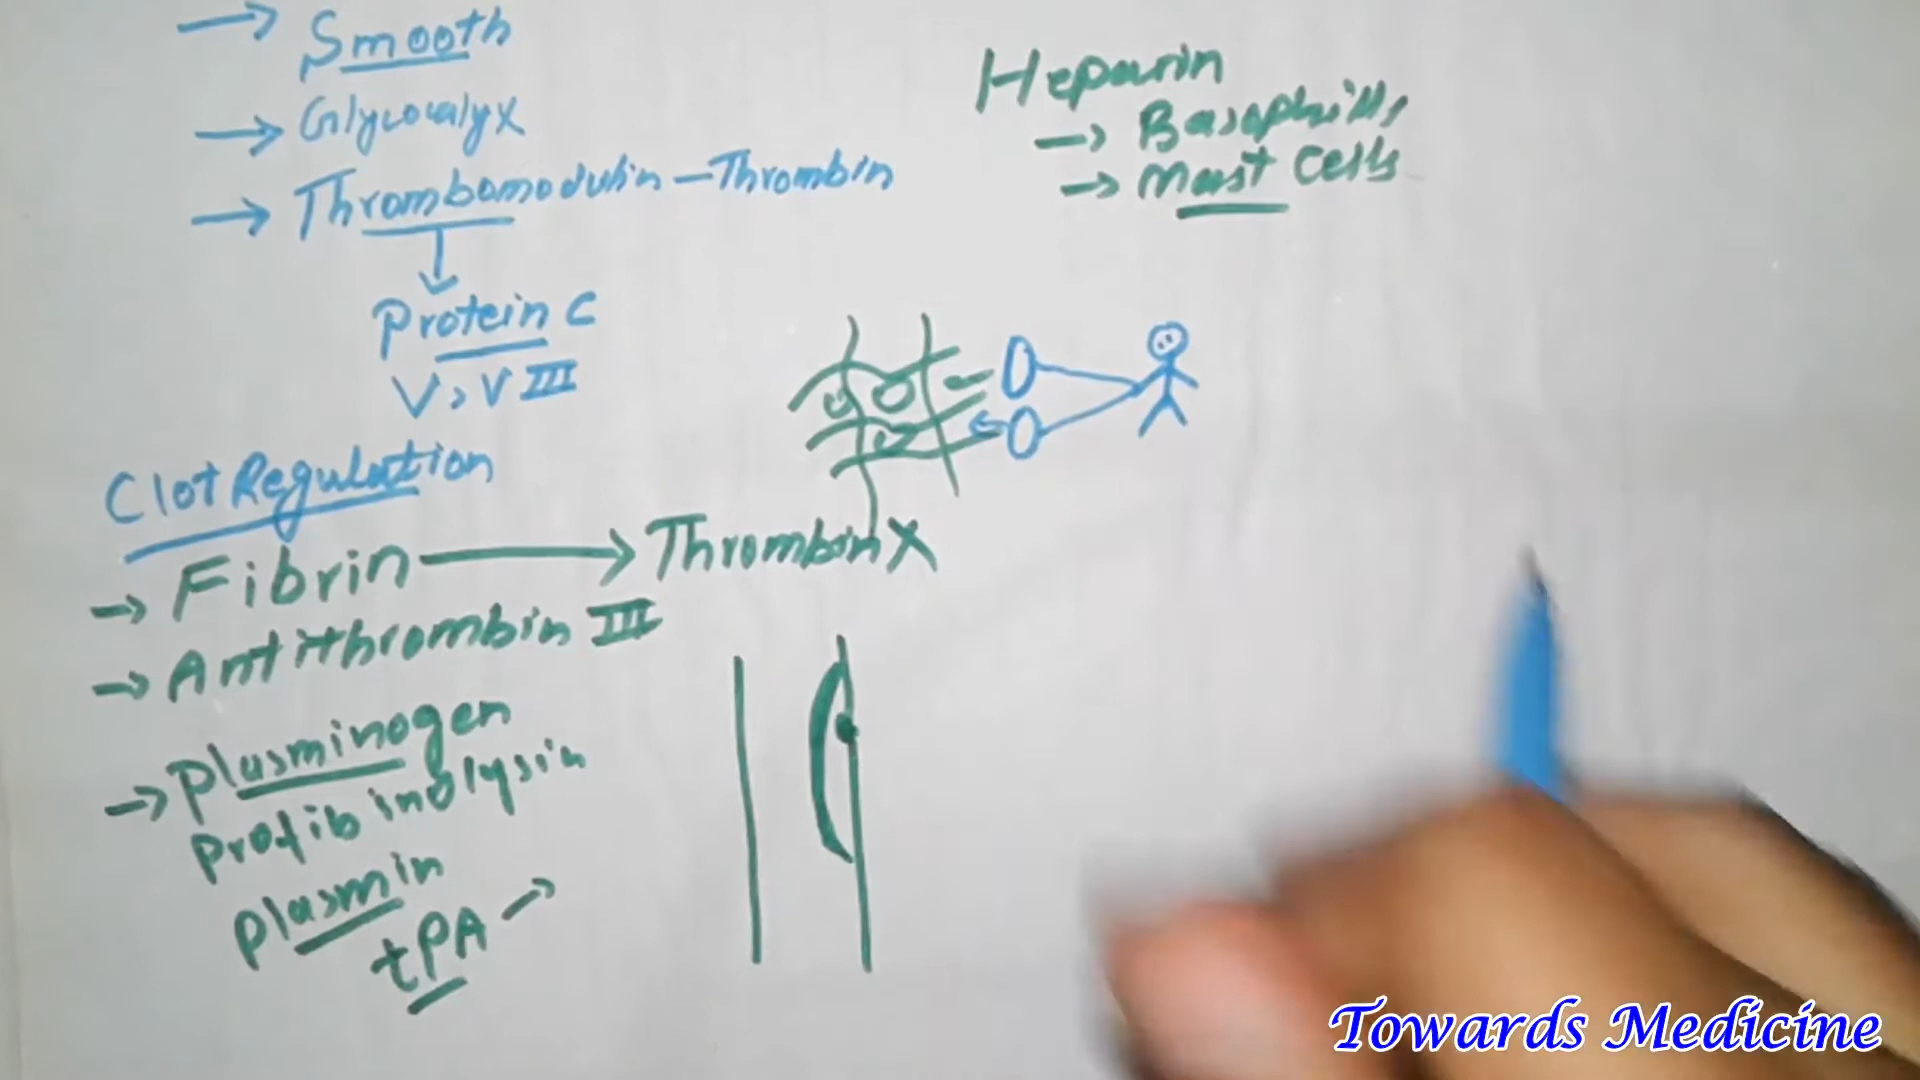 → Smooth
→ Glycocalyx
→ Thrombomodulin – Thrombin
Protein C
V, VIII
Clot Regulation
→ Fibrin → Thrombin X
→ Antithrombin III
→ Plasminogen
Profibinolysin
Plasmin
tPA →
Heparin
→ Basophills
→ Mast Cells
Towards Medicine